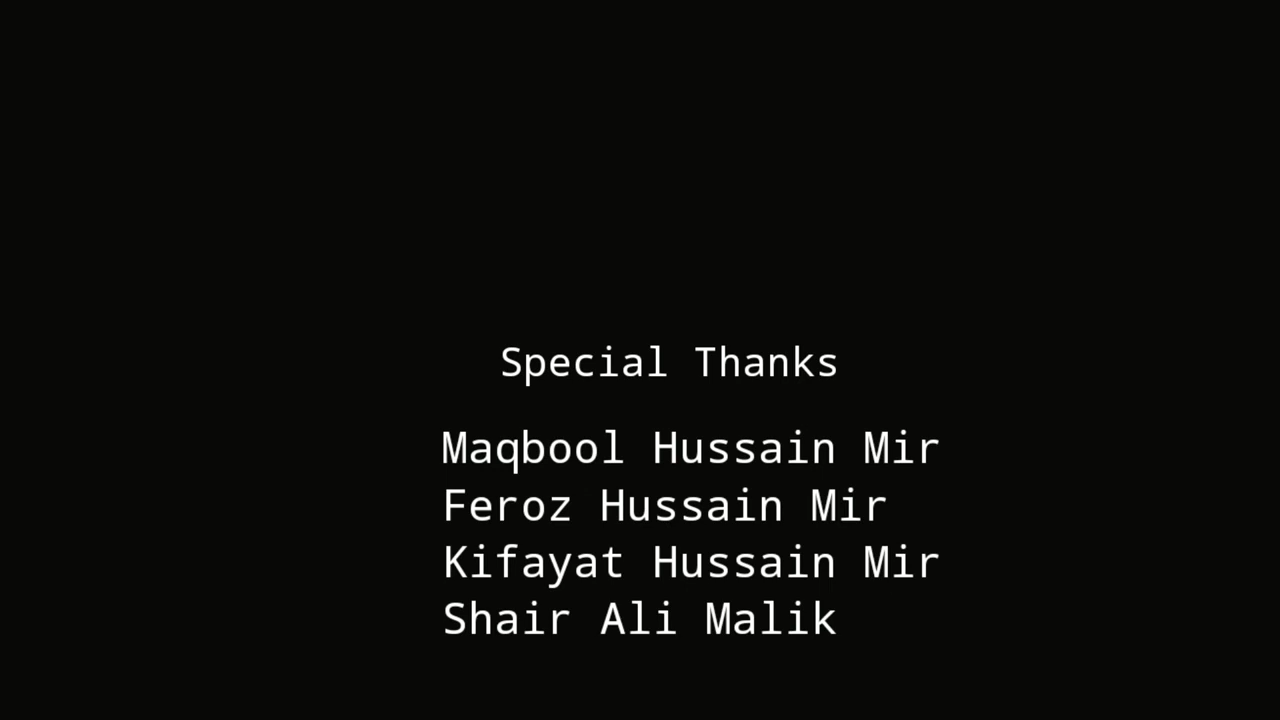 Special Thanks
Maqbool Hussain Mir
Feroz Hussain Mir
Kifayat Hussain Mir
Shair Ali Malik